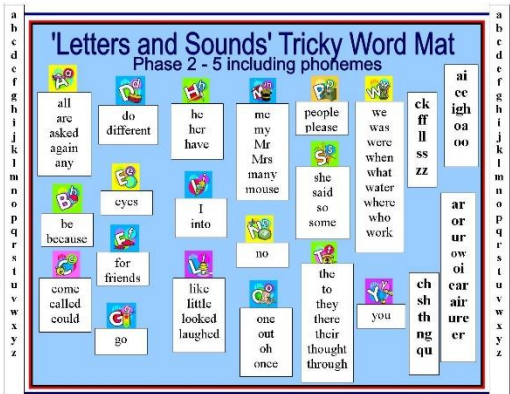 'Letters and Sounds' Tricky Word Mat
Phase 2 - 5 including phonemes
a
b
c
d
e
f
g
h
i
j
k
l
m
n
o
p
q
r
s
t
u
v
w
x
y
z
all
are
asked
again
any
be
because
come
called
could
do
different
eyes
for
friends
go
he
her
have
I
into
like
little
looked
laughed
me
my
Mr
Mrs
many
mouse
no
one
out
oh
once
people
please
she
said
so
some
the
to
they
there
their
thought
through
we
was
were
when
what
water
where
who
work
you
ck
ff
ll
ss
zz
ch
sh
th
ng
qu
ai
ee
igh
oa
oo
ar
or
ur
ow
oi
ear
air
ure
er
a
b
c
d
e
f
g
h
i
j
k
l
m
n
o
p
q
r
s
t
u
v
w
x
y
z